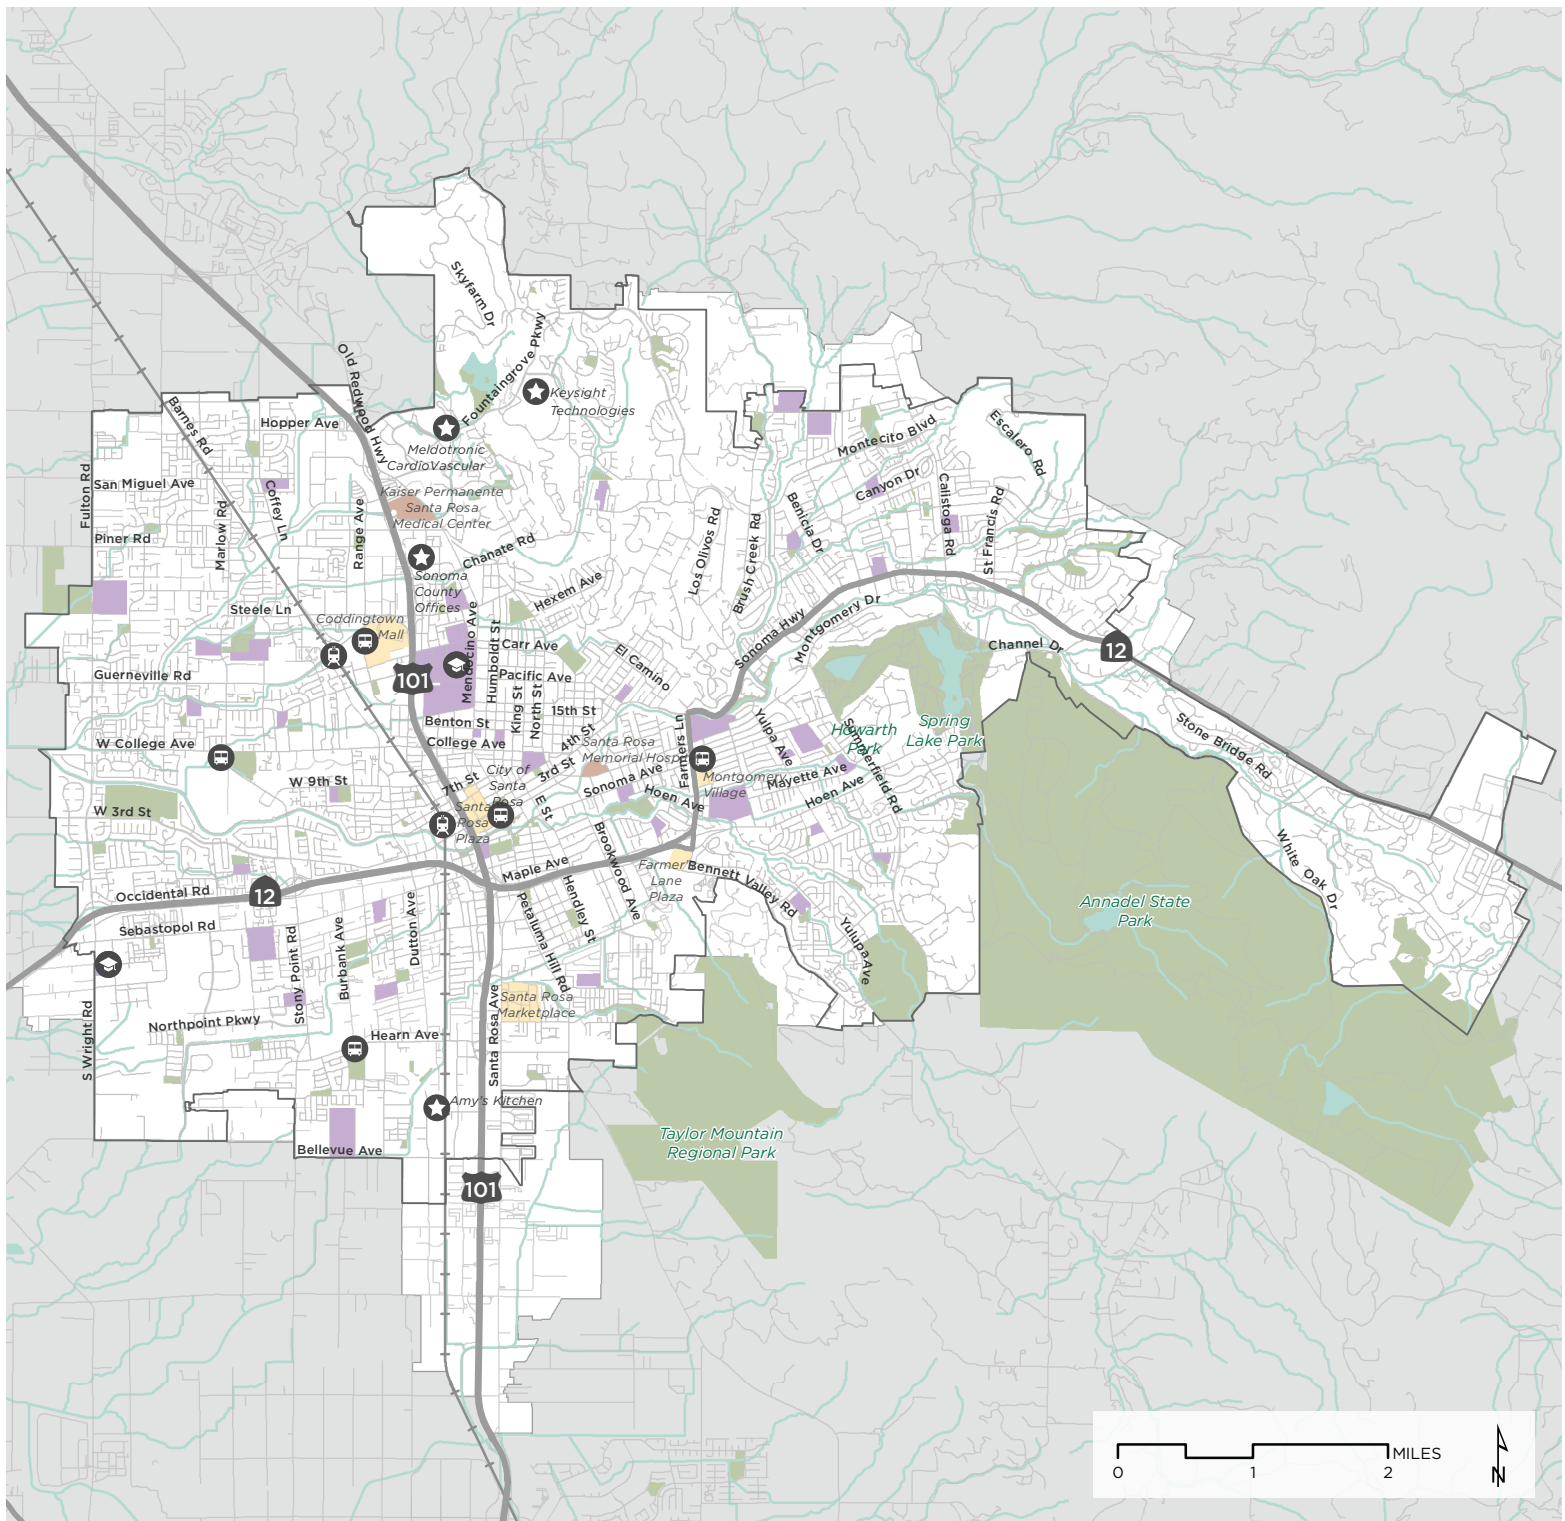 Skyfarm Dr
Fountaingrove Pkwy
Old Redwood Hwy
Keysight
Technologies
Barnes Rd
Hopper Ave
Meldotronic
CardioVascular
Montecito Blvd
Escalero Rd
Fulton Rd
San Miguel Ave
Coffey Ln
Marlow Rd
Range Ave
Kaiser Permanente
Santa Rosa
Medical Center
Canyon Dr
Calistoga Rd
St Francis Rd
Benicia Dr
Los Olivos Rd
Brush Creek Rd
Piner Rd
Chanate Rd
Sonoma
County
Offices
Hexem Ave
Steele Ln
Coddingtown
Mall
Mendocino Ave
Humboldt St
Carr Ave
El Camino
Sonoma Hwy
Montgomery Dr
Channel Dr
12
Guerneville Rd
101
Pacific Ave
King St
North St
15th St
Benton St
College Ave
4th St
3rd St
7th St
W College Ave
W 9th St
W 3rd St
City of
Santa
Rosa
Santa
Rosa
Plaza
E St
Santa Rosa
Memorial Hosp
Sonoma Ave
Hoen Ave
Farmers Ln
Montgomery
Village
Yulpa Ave
Mayette Ave
Hoen Ave
Summerfield Rd
Howarth
Park
Spring
Lake Park
Stone Bridge Rd
White Oak Dr
Maple Ave
Brookwood Ave
Hendley St
Farmer's
Lane
Plaza
Bennett Valley Rd
Yulupa Ave
Annadel State
Park
Occidental Rd
12
Sebastopol Rd
Stony Point Rd
Burbank Ave
Dutton Ave
Petaluma Hill Rd
Santa Rosa
Marketplace
Santa Rosa Ave
S Wright Rd
Northpoint Pkwy
Hearn Ave
Amy's Kitchen
Bellevue Ave
Taylor Mountain
Regional Park
101
0
1
2
MILES
N